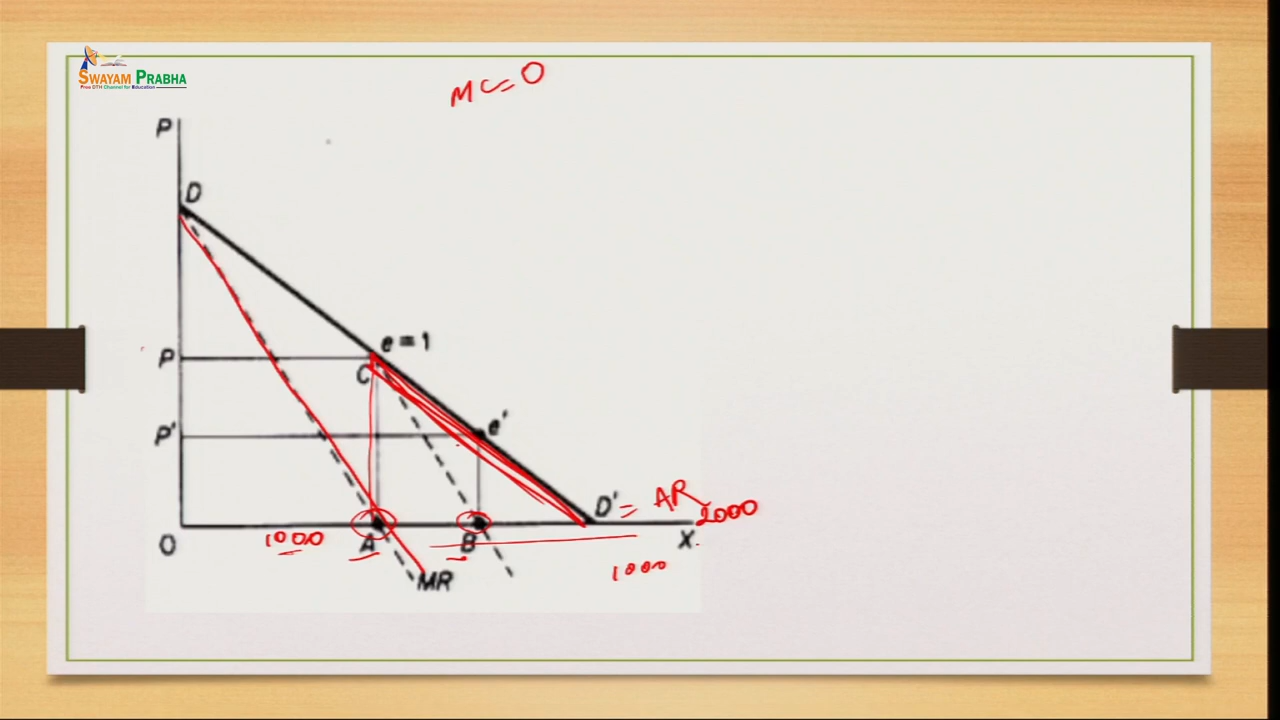 SWAYAM PRABHA
Free DTH Channel for Education
MC=0
P
D
e = 1
P
C
P'
e'
D' = AR
2000
O
1000
A
B
X
1000
MR